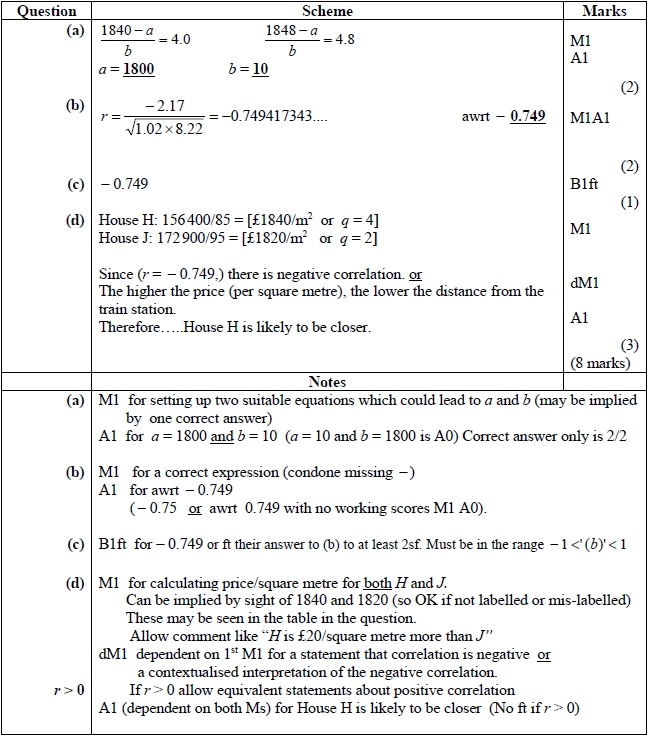 Question Scheme Marks
(a) (1840 − a)/b = 4.0 (1848 − a)/b = 4.8 M1
a = 1800 b = 10 A1
(2)
(b) r = −2.17/√(1.02 × 8.22) = −0.749417343.... awrt − 0.749 M1A1
(2)
(c) − 0.749 B1ft
(1)
(d) House H: 156400/85 = [£1840/m² or q = 4]
House J: 172900/95 = [£1820/m² or q = 2] M1
Since (r = − 0.749,) there is negative correlation. or
The higher the price (per square metre), the lower the distance from the dM1
train station.
Therefore…..House H is likely to be closer. A1
(3)
(8 marks)
Notes
(a) M1 for setting up two suitable equations which could lead to a and b (may be implied
by one correct answer)
A1 for a = 1800 and b = 10 (a = 10 and b = 1800 is A0) Correct answer only is 2/2
(b) M1 for a correct expression (condone missing −)
A1 for awrt − 0.749
(− 0.75 or awrt 0.749 with no working scores M1 A0).
(c) B1ft for − 0.749 or ft their answer to (b) to at least 2sf. Must be in the range −1 <'(b)'< 1
(d) M1 for calculating price/square metre for both H and J.
Can be implied by sight of 1840 and 1820 (so OK if not labelled or mis-labelled)
These may be seen in the table in the question.
Allow comment like “H is £20/square metre more than J”
dM1 dependent on 1st M1 for a statement that correlation is negative or
a contextualised interpretation of the negative correlation.
r > 0 If r > 0 allow equivalent statements about positive correlation
A1 (dependent on both Ms) for House H is likely to be closer (No ft if r > 0)